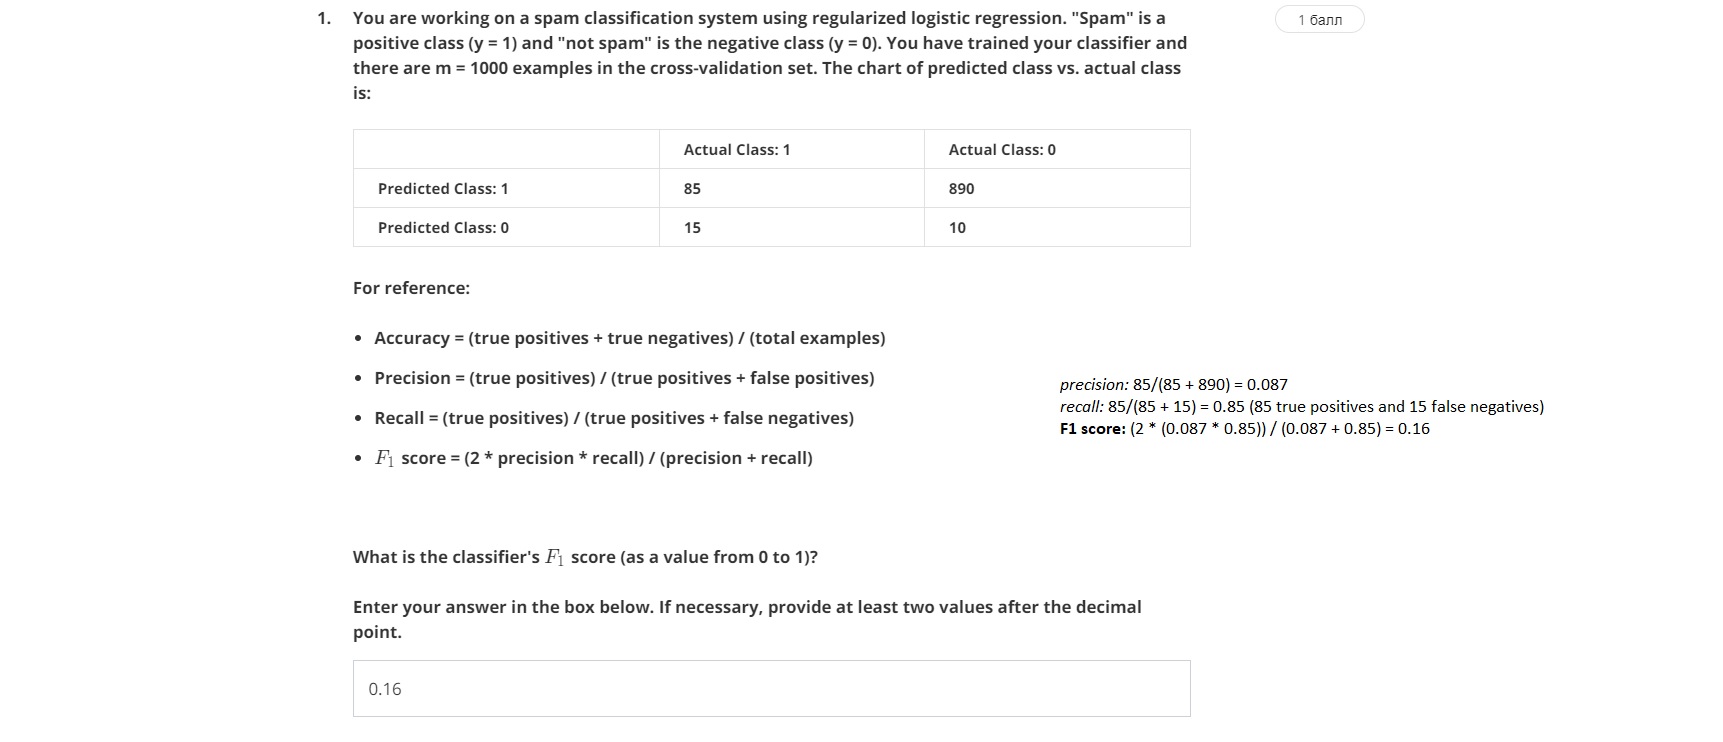 1. You are working on a spam classification system using regularized logistic regression. "Spam" is a
positive class (y = 1) and "not spam" is the negative class (y = 0). You have trained your classifier and
there are m = 1000 examples in the cross-validation set. The chart of predicted class vs. actual class
is:
1 балл
Actual Class: 1 Actual Class: 0
Predicted Class: 1 85 890
Predicted Class: 0 15 10
For reference:
• Accuracy = (true positives + true negatives) / (total examples)
• Precision = (true positives) / (true positives + false positives)
• Recall = (true positives) / (true positives + false negatives)
• F₁ score = (2 * precision * recall) / (precision + recall)
precision: 85/(85 + 890) = 0.087
recall: 85/(85 + 15) = 0.85 (85 true positives and 15 false negatives)
F1 score: (2 * (0.087 * 0.85)) / (0.087 + 0.85) = 0.16
What is the classifier's F₁ score (as a value from 0 to 1)?
Enter your answer in the box below. If necessary, provide at least two values after the decimal
point.
0.16